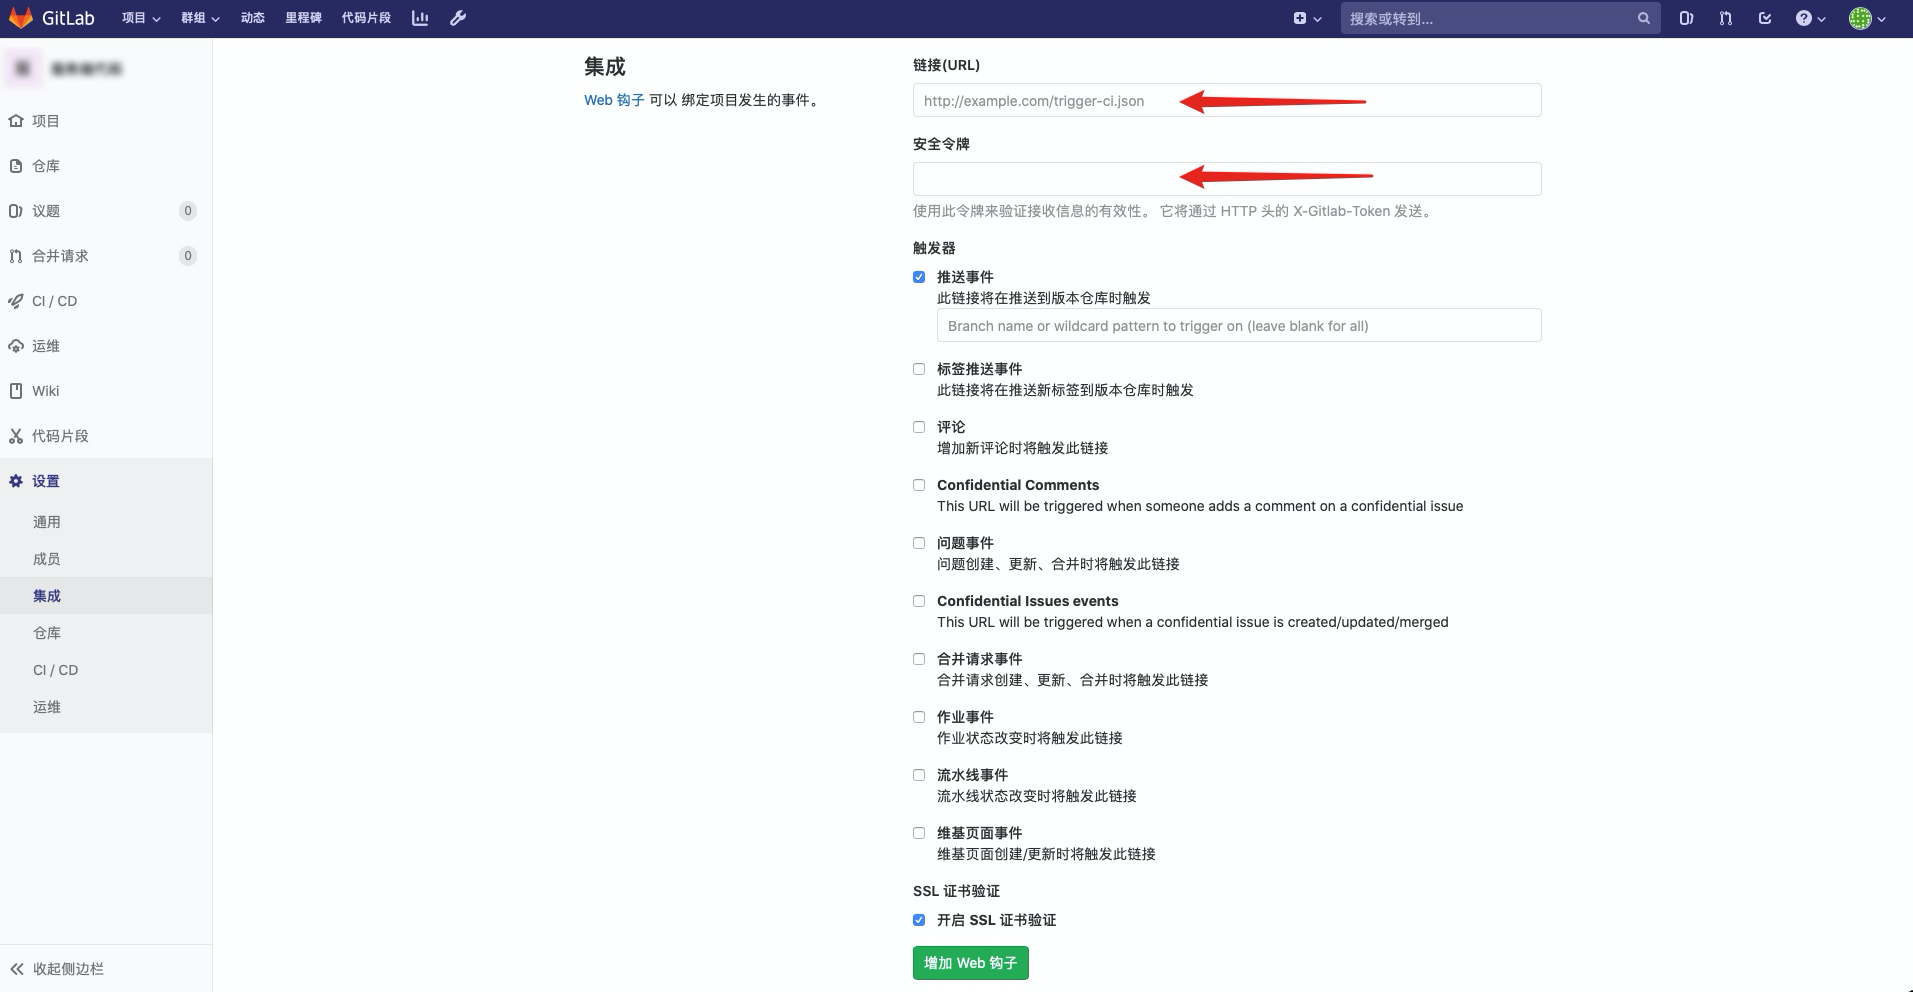 GitLab 项目 群组 动态 里程碑 代码片段 搜索或转到...
项目
仓库
议题 0
合并请求 0
CI / CD
运维
Wiki
代码片段
设置
通用
成员
集成
仓库
CI / CD
运维
收起侧边栏
集成
Web 钩子 可以 绑定项目发生的事件。
链接(URL)
http://example.com/trigger-ci.json
安全令牌
使用此令牌来验证接收信息的有效性。 它将通过 HTTP 头的 X-Gitlab-Token 发送。
触发器
推送事件
此链接将在推送到版本仓库时触发
Branch name or wildcard pattern to trigger on (leave blank for all)
标签推送事件
此链接将在推送新标签到版本仓库时触发
评论
增加新评论时将触发此链接
Confidential Comments
This URL will be triggered when someone adds a comment on a confidential issue
问题事件
问题创建、更新、合并时将触发此链接
Confidential Issues events
This URL will be triggered when a confidential issue is created/updated/merged
合并请求事件
合并请求创建、更新、合并时将触发此链接
作业事件
作业状态改变时将触发此链接
流水线事件
流水线状态改变时将触发此链接
维基页面事件
维基页面创建/更新时将触发此链接
SSL 证书验证
开启 SSL 证书验证
增加 Web 钩子